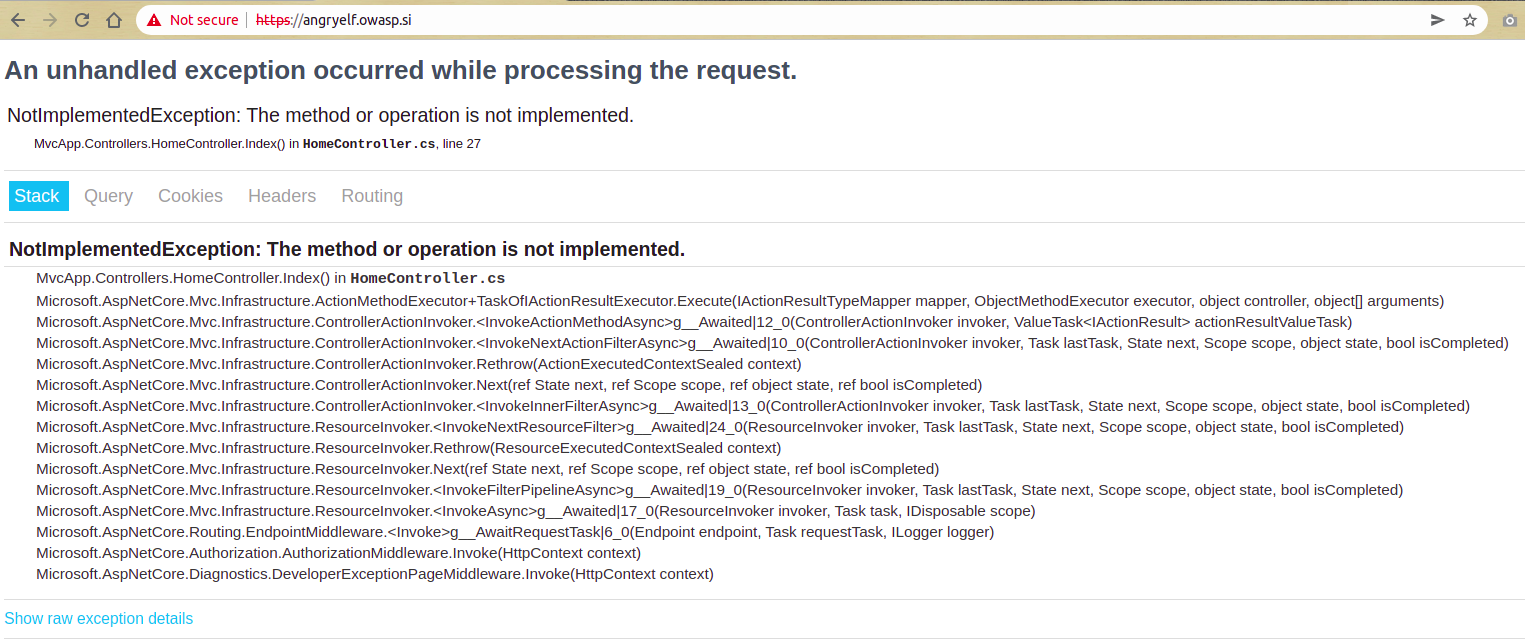 Not secure | https://angryelf.owasp.si
An unhandled exception occurred while processing the request.
NotImplementedException: The method or operation is not implemented.
MvcApp.Controllers.HomeController.Index() in HomeController.cs, line 27
Stack Query Cookies Headers Routing
NotImplementedException: The method or operation is not implemented.
MvcApp.Controllers.HomeController.Index() in HomeController.cs
Microsoft.AspNetCore.Mvc.Infrastructure.ActionMethodExecutor+TaskOfIActionResultExecutor.Execute(IActionResultTypeMapper mapper, ObjectMethodExecutor executor, object controller, object[] arguments)
Microsoft.AspNetCore.Mvc.Infrastructure.ControllerActionInvoker.<InvokeActionMethodAsync>g__Awaited|12_0(ControllerActionInvoker invoker, ValueTask<IActionResult> actionResultValueTask)
Microsoft.AspNetCore.Mvc.Infrastructure.ControllerActionInvoker.<InvokeNextActionFilterAsync>g__Awaited|10_0(ControllerActionInvoker invoker, Task lastTask, State next, Scope scope, object state, bool isCompleted)
Microsoft.AspNetCore.Mvc.Infrastructure.ControllerActionInvoker.Rethrow(ActionExecutedContextSealed context)
Microsoft.AspNetCore.Mvc.Infrastructure.ControllerActionInvoker.Next(ref State next, ref Scope scope, ref object state, ref bool isCompleted)
Microsoft.AspNetCore.Mvc.Infrastructure.ControllerActionInvoker.<InvokeInnerFilterAsync>g__Awaited|13_0(ControllerActionInvoker invoker, Task lastTask, State next, Scope scope, object state, bool isCompleted)
Microsoft.AspNetCore.Mvc.Infrastructure.ResourceInvoker.<InvokeNextResourceFilter>g__Awaited|24_0(ResourceInvoker invoker, Task lastTask, State next, Scope scope, object state, bool isCompleted)
Microsoft.AspNetCore.Mvc.Infrastructure.ResourceInvoker.Rethrow(ResourceExecutedContextSealed context)
Microsoft.AspNetCore.Mvc.Infrastructure.ResourceInvoker.Next(ref State next, ref Scope scope, ref object state, ref bool isCompleted)
Microsoft.AspNetCore.Mvc.Infrastructure.ResourceInvoker.<InvokeFilterPipelineAsync>g__Awaited|19_0(ResourceInvoker invoker, Task lastTask, State next, Scope scope, object state, bool isCompleted)
Microsoft.AspNetCore.Mvc.Infrastructure.ResourceInvoker.<InvokeAsync>g__Awaited|17_0(ResourceInvoker invoker, Task task, IDisposable scope)
Microsoft.AspNetCore.Routing.EndpointMiddleware.<Invoke>g__AwaitRequestTask|6_0(Endpoint endpoint, Task requestTask, ILogger logger)
Microsoft.AspNetCore.Authorization.AuthorizationMiddleware.Invoke(HttpContext context)
Microsoft.AspNetCore.Diagnostics.DeveloperExceptionPageMiddleware.Invoke(HttpContext context)
Show raw exception details